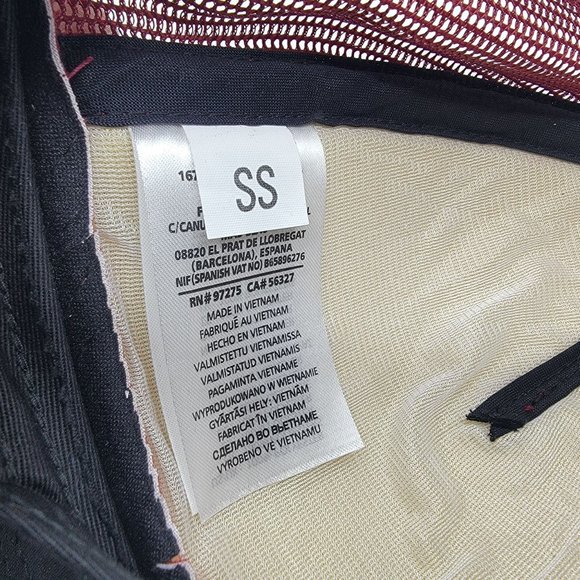 SS
167
C/CANU
08820 EL PRAT DE LLOBREGAT
(BARCELONA), ESPANA
NIF(SPANISH VAT NO) B65896276
RN# 97275 CA# 56327
MADE IN VIETNAM
FABRIQUÉ AU VIETNAM
HECHO EN VIETNAM
VALMISTETTU VIETNAMISSA
VALMISTATUD VIETNAMIS
PAGAMINTA VIETNAME
WYPRODUKOWANO W WIETNAMIE
GYÁRTÁSI HELY: VIETNAM
FABRICAT ÎN VIETNAM
СДЕЛАНО ВО ВЬЕТНАМЕ
VYROBENO VE VIETNAMU